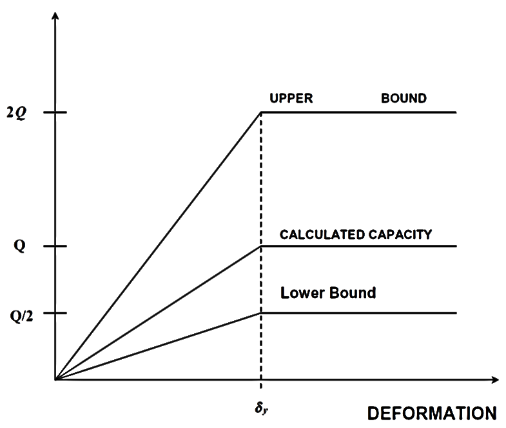 UPPER BOUND
2Q
CALCULATED CAPACITY
Q
Lower Bound
Q/2
δy
DEFORMATION